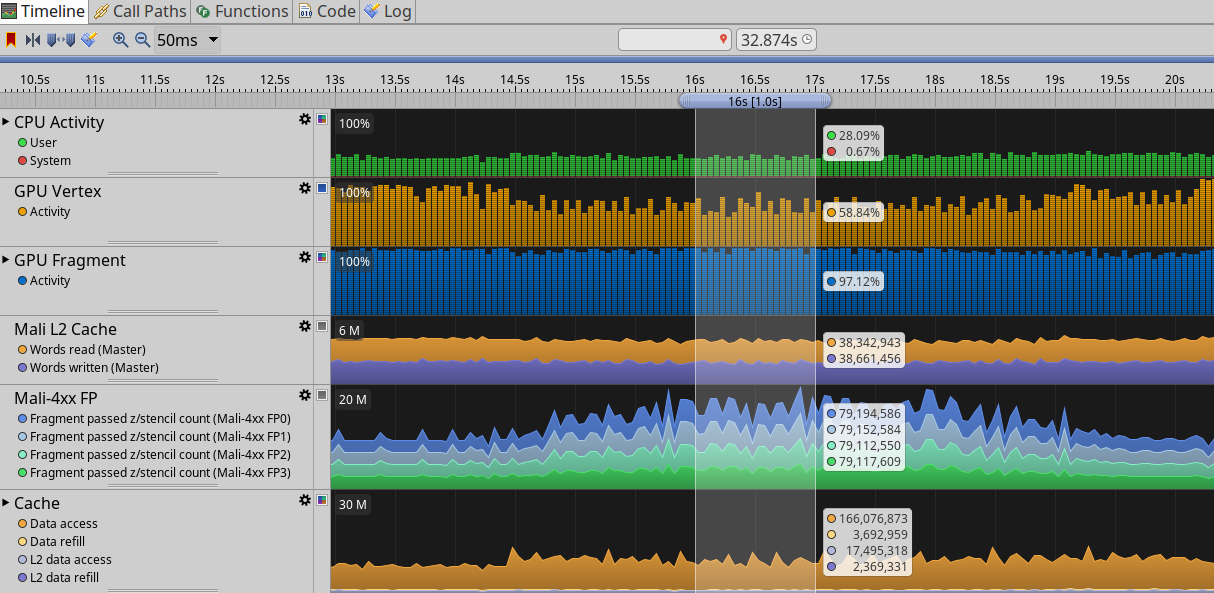 Timeline Call Paths Functions Code Log
50ms 32.874s
10.5s 11s 11.5s 12s 12.5s 13s 13.5s 14s 14.5s 15s 15.5s 16s 16.5s 17s 17.5s 18s 18.5s 19s 19.5s 20s
16s [1.0s]
CPU Activity 100%
User 28.09%
System 0.67%
GPU Vertex 100%
Activity 58.84%
GPU Fragment 100%
Activity 97.12%
Mali L2 Cache 6 M
Words read (Master) 38,342,943
Words written (Master) 38,661,456
Mali-4xx FP 20 M
Fragment passed z/stencil count (Mali-4xx FP0) 79,194,586
Fragment passed z/stencil count (Mali-4xx FP1) 79,152,584
Fragment passed z/stencil count (Mali-4xx FP2) 79,112,550
Fragment passed z/stencil count (Mali-4xx FP3) 79,117,609
Cache 30 M
Data access 166,076,873
Data refill 3,692,959
L2 data access 17,495,318
L2 data refill 2,369,331